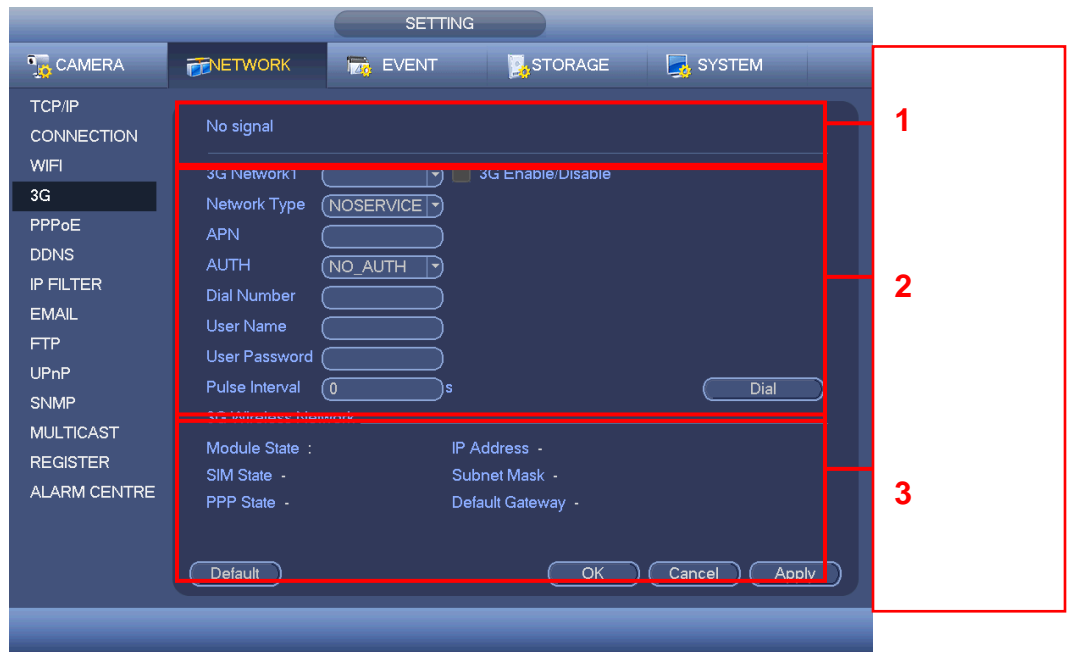 SETTING
CAMERA NETWORK EVENT STORAGE SYSTEM
TCP/IP
CONNECTION
WIFI
3G
PPPoE
DDNS
IP FILTER
EMAIL
FTP
UPnP
SNMP
MULTICAST
REGISTER
ALARM CENTRE
No signal
3G Network1 3G Enable/Disable
Network Type NOSERVICE
APN
AUTH NO_AUTH
Dial Number
User Name
User Password
Pulse Interval 0 s Dial
3G Wireless Network
Module State : IP Address -
SIM State - Subnet Mask -
PPP State - Default Gateway -
Default OK Cancel Apply
1
2
3